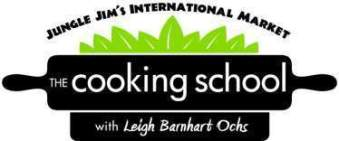 Jungle Jim's International Market
THE cooking school
with Leigh Barnhart Ochs